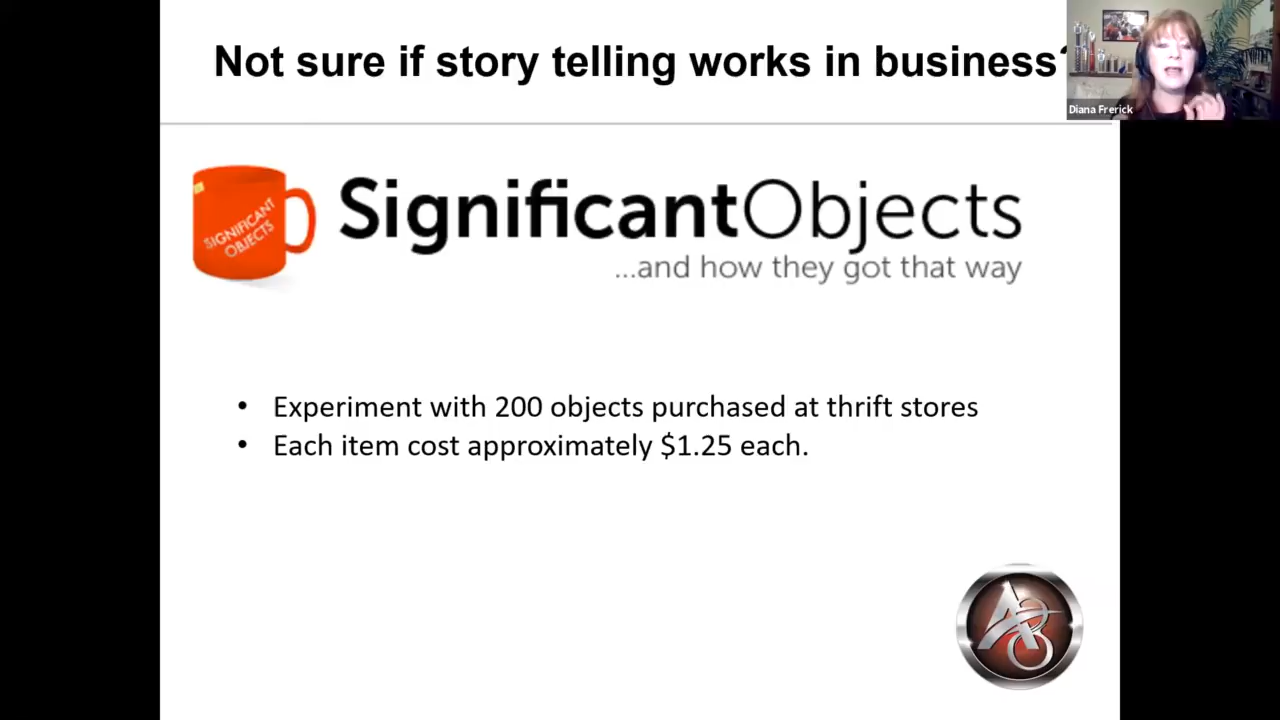 Not sure if story telling works in business?
Diana Frerick
SIGNIFICANT
OBJECTS
SignificantObjects
...and how they got that way
• Experiment with 200 objects purchased at thrift stores
• Each item cost approximately $1.25 each.